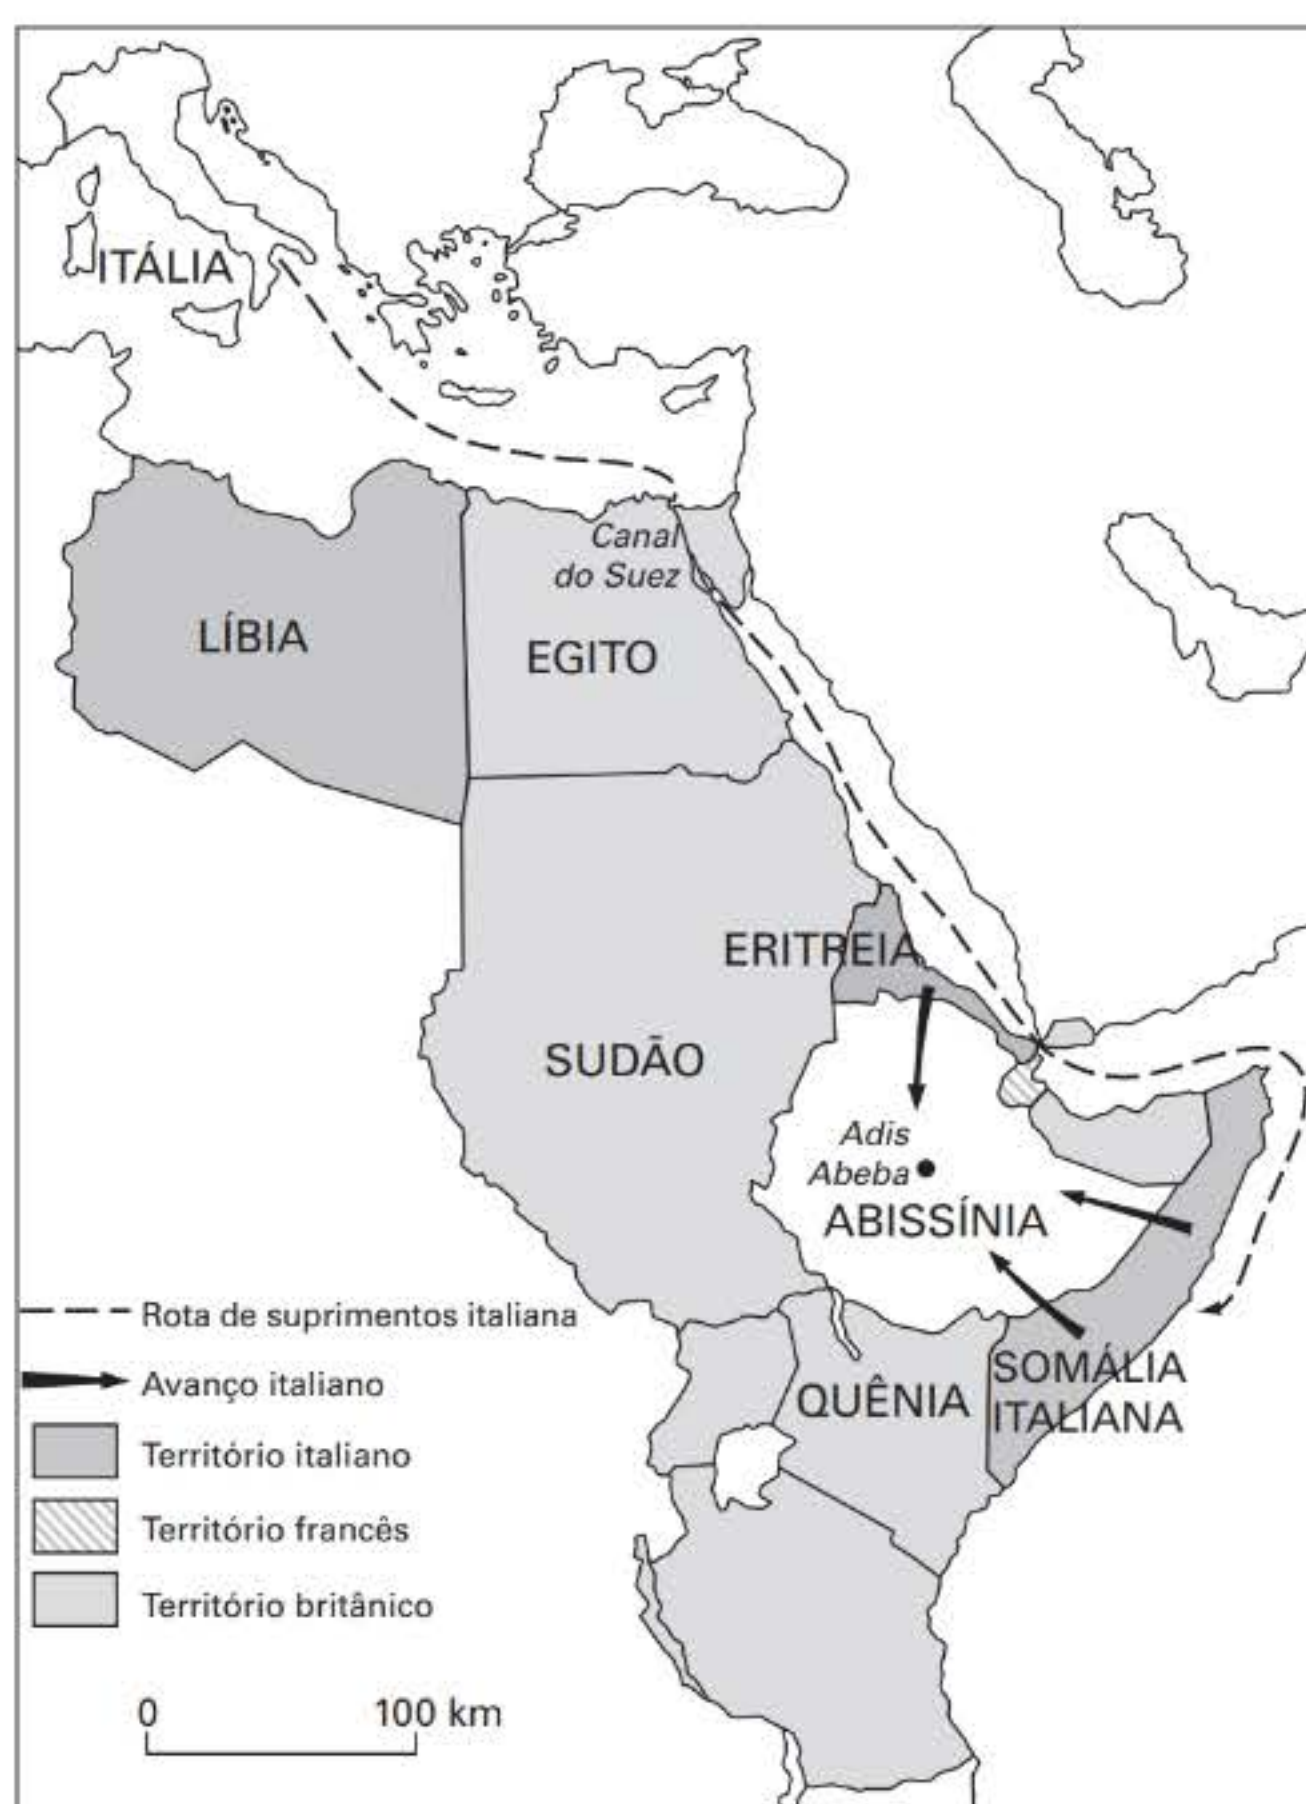 ITÁLIA
Canal
do Suez
LÍBIA
EGITO
ERITREIA
SUDÃO
Adis
Abeba
ABISSÍNIA
Rota de suprimentos italiana
Avanço italiano
SOMÁLIA
ITALIANA
QUÊNIA
Território italiano
Território francês
Território britânico
0 100 km